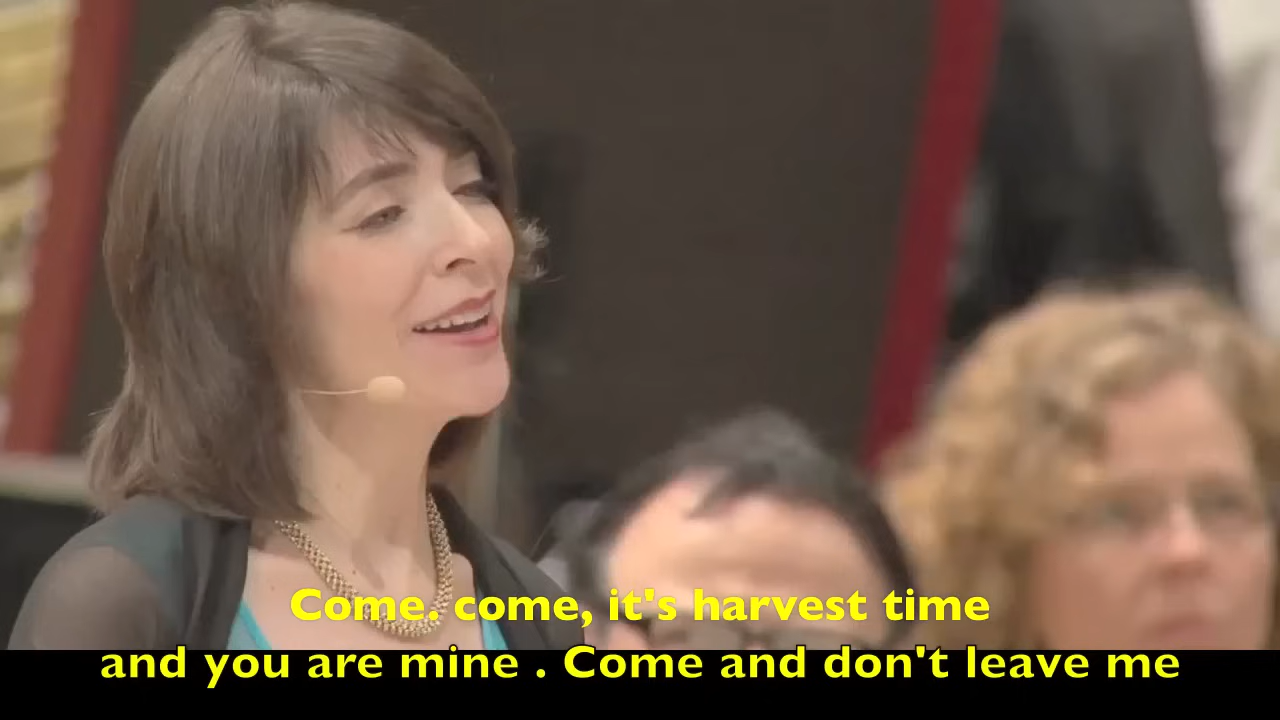 Come. come, it's harvest time
and you are mine . Come and don't leave me